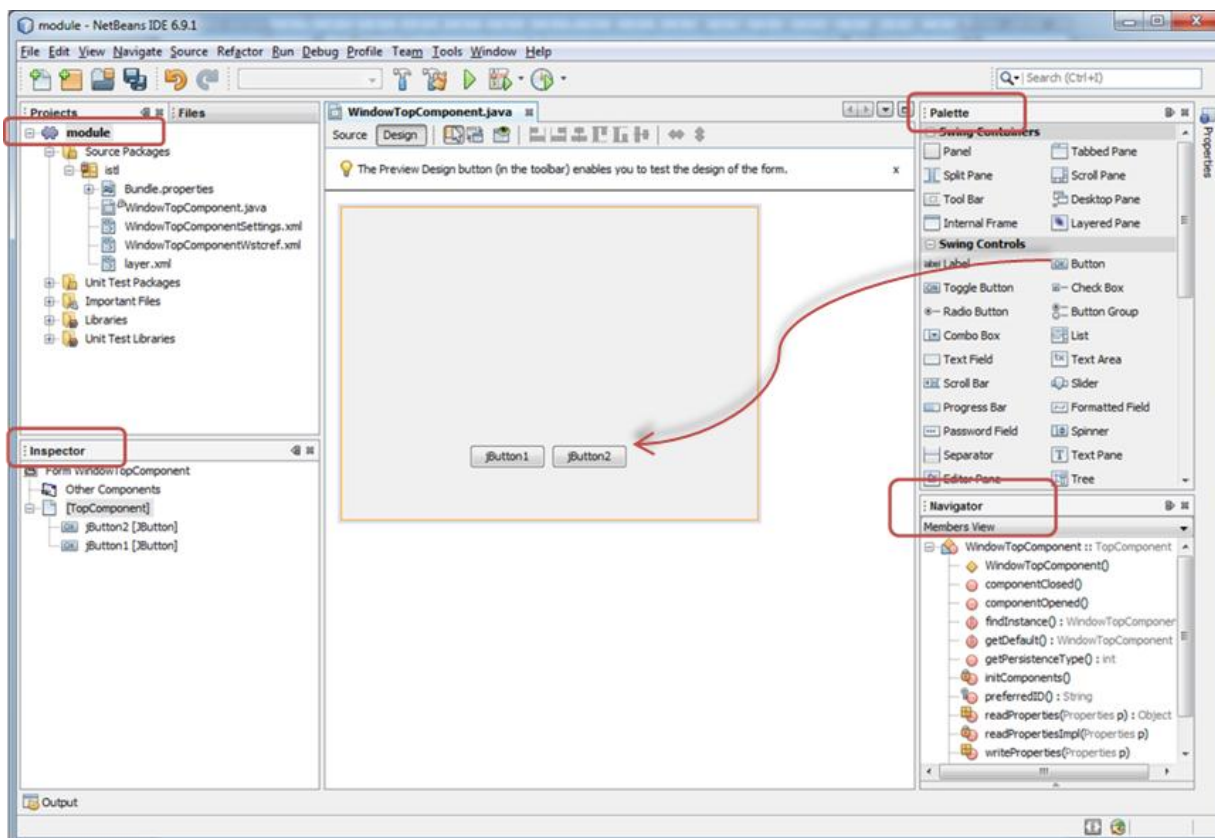 module - NetBeans IDE 6.9.1
File Edit View Navigate Source Refactor Run Debug Profile Team Tools Window Help
Search (Ctrl+I)
Projects
Files
module
Source Packages
istl
Bundle.properties
WindowTopComponent.java
WindowTopComponentSettings.xml
WindowTopComponentWstcref.xml
layer.xml
Unit Test Packages
Important Files
Libraries
Unit Test Libraries
Inspector
Form WindowTopComponent
Other Components
[TopComponent]
jButton2 [JButton]
jButton1 [JButton]
WindowTopComponent.java
Source Design
The Preview Design button (in the toolbar) enables you to test the design of the form.
jButton1 jButton2
Palette
Swing Containers
Panel Tabbed Pane
Split Pane Scroll Pane
Tool Bar Desktop Pane
Internal Frame Layered Pane
Swing Controls
label Label OK Button
OK Toggle Button Check Box
Radio Button Button Group
Combo Box List
Text Field Text Area
Scroll Bar Slider
Progress Bar Formatted Field
Password Field Spinner
Separator Text Pane
Editor Pane Tree
Properties
Navigator
Members View
WindowTopComponent :: TopComponent
WindowTopComponent()
componentClosed()
componentOpened()
findInstance() : WindowTopComponen
getDefault() : WindowTopComponent
getPersistenceType() : int
initComponents()
preferredID() : String
readProperties(Properties p) : Object
readPropertiesImpl(Properties p)
writeProperties(Properties p)
Output